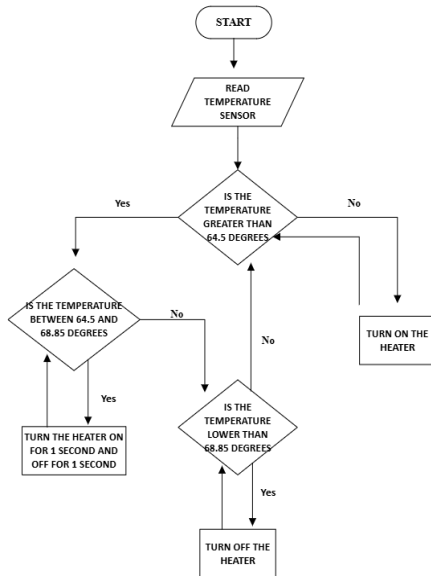 START
READ
TEMPERATURE
SENSOR
IS THE
TEMPERATURE
GREATER THAN
64.5 DEGREES
Yes
No
IS THE TEMPERATURE
BETWEEN 64.5 AND
68.85 DEGREES
No
No
TURN ON THE
HEATER
Yes
IS THE
TEMPERATURE
LOWER THAN
68.85 DEGREES
TURN THE HEATER ON
FOR 1 SECOND AND
OFF FOR 1 SECOND
Yes
TURN OFF THE
HEATER